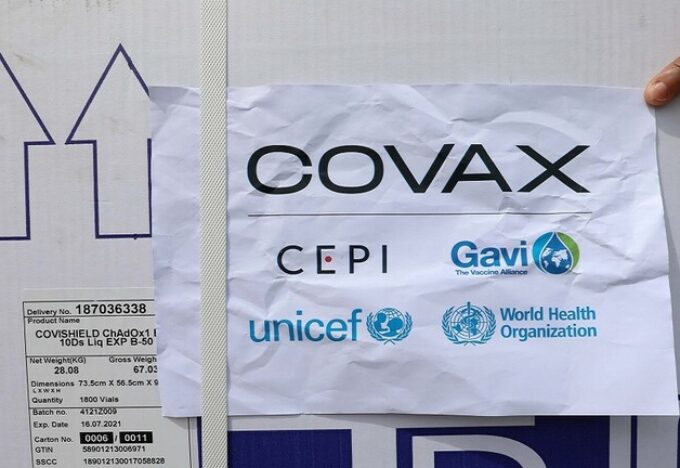 COVAX
CEPI
Gavi
The Vaccine Alliance
unicef
World Health
Organization
Delivery No. 187036338
Product Name
COVISHIELD ChAdOx1
10Ds Liq EXP B-50
Net Weight(KG) Gross Weight
28.08 67.03
Dimensions 73.5cm X 56.5cm X
LXWXH
Quantity 1800 Vials
Batch no. 4121Z009
Exp. Date 16.07.2021
Carton No. 0006 / 0011
GTIN 58901213006971
SSCC 189012130017058828